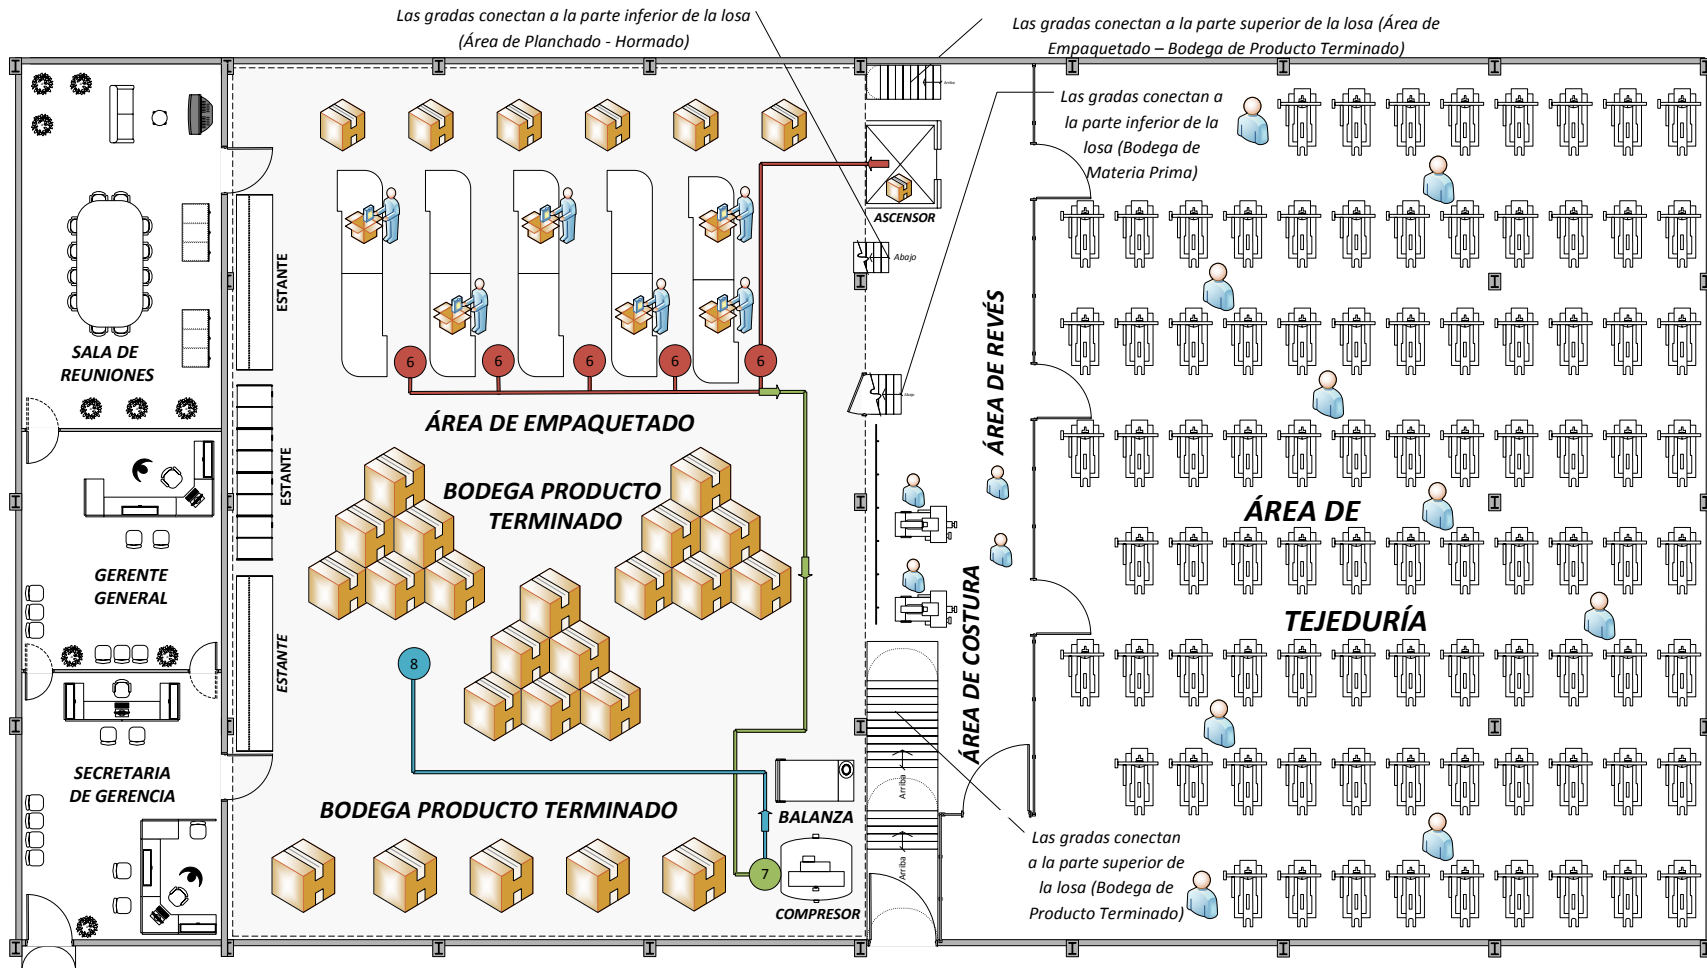 Las gradas conectan a la parte inferior de la losa
(Área de Planchado - Hormado)
Las gradas conectan a la parte superior de la losa (Área de
Empaquetado – Bodega de Producto Terminado)
Arriba
Las gradas conectan a
la parte inferior de la
losa (Bodega de
Materia Prima)
ASCENSOR
Abajo
ESTANTE
SALA DE
REUNIONES
6
6
6
6
6
Abajo
ÁREA DE REVÉS
ÁREA DE EMPAQUETADO
ESTANTE
BODEGA PRODUCTO
TERMINADO
ÁREA DE
TEJEDURÍA
GERENTE
GENERAL
ESTANTE
8
ÁREA DE COSTURA
SECRETARIA
DE GERENCIA
Arriba
BODEGA PRODUCTO TERMINADO
BALANZA
Arriba
7
COMPRESOR
Las gradas conectan
a la parte superior de
la losa (Bodega de
Producto Terminado)